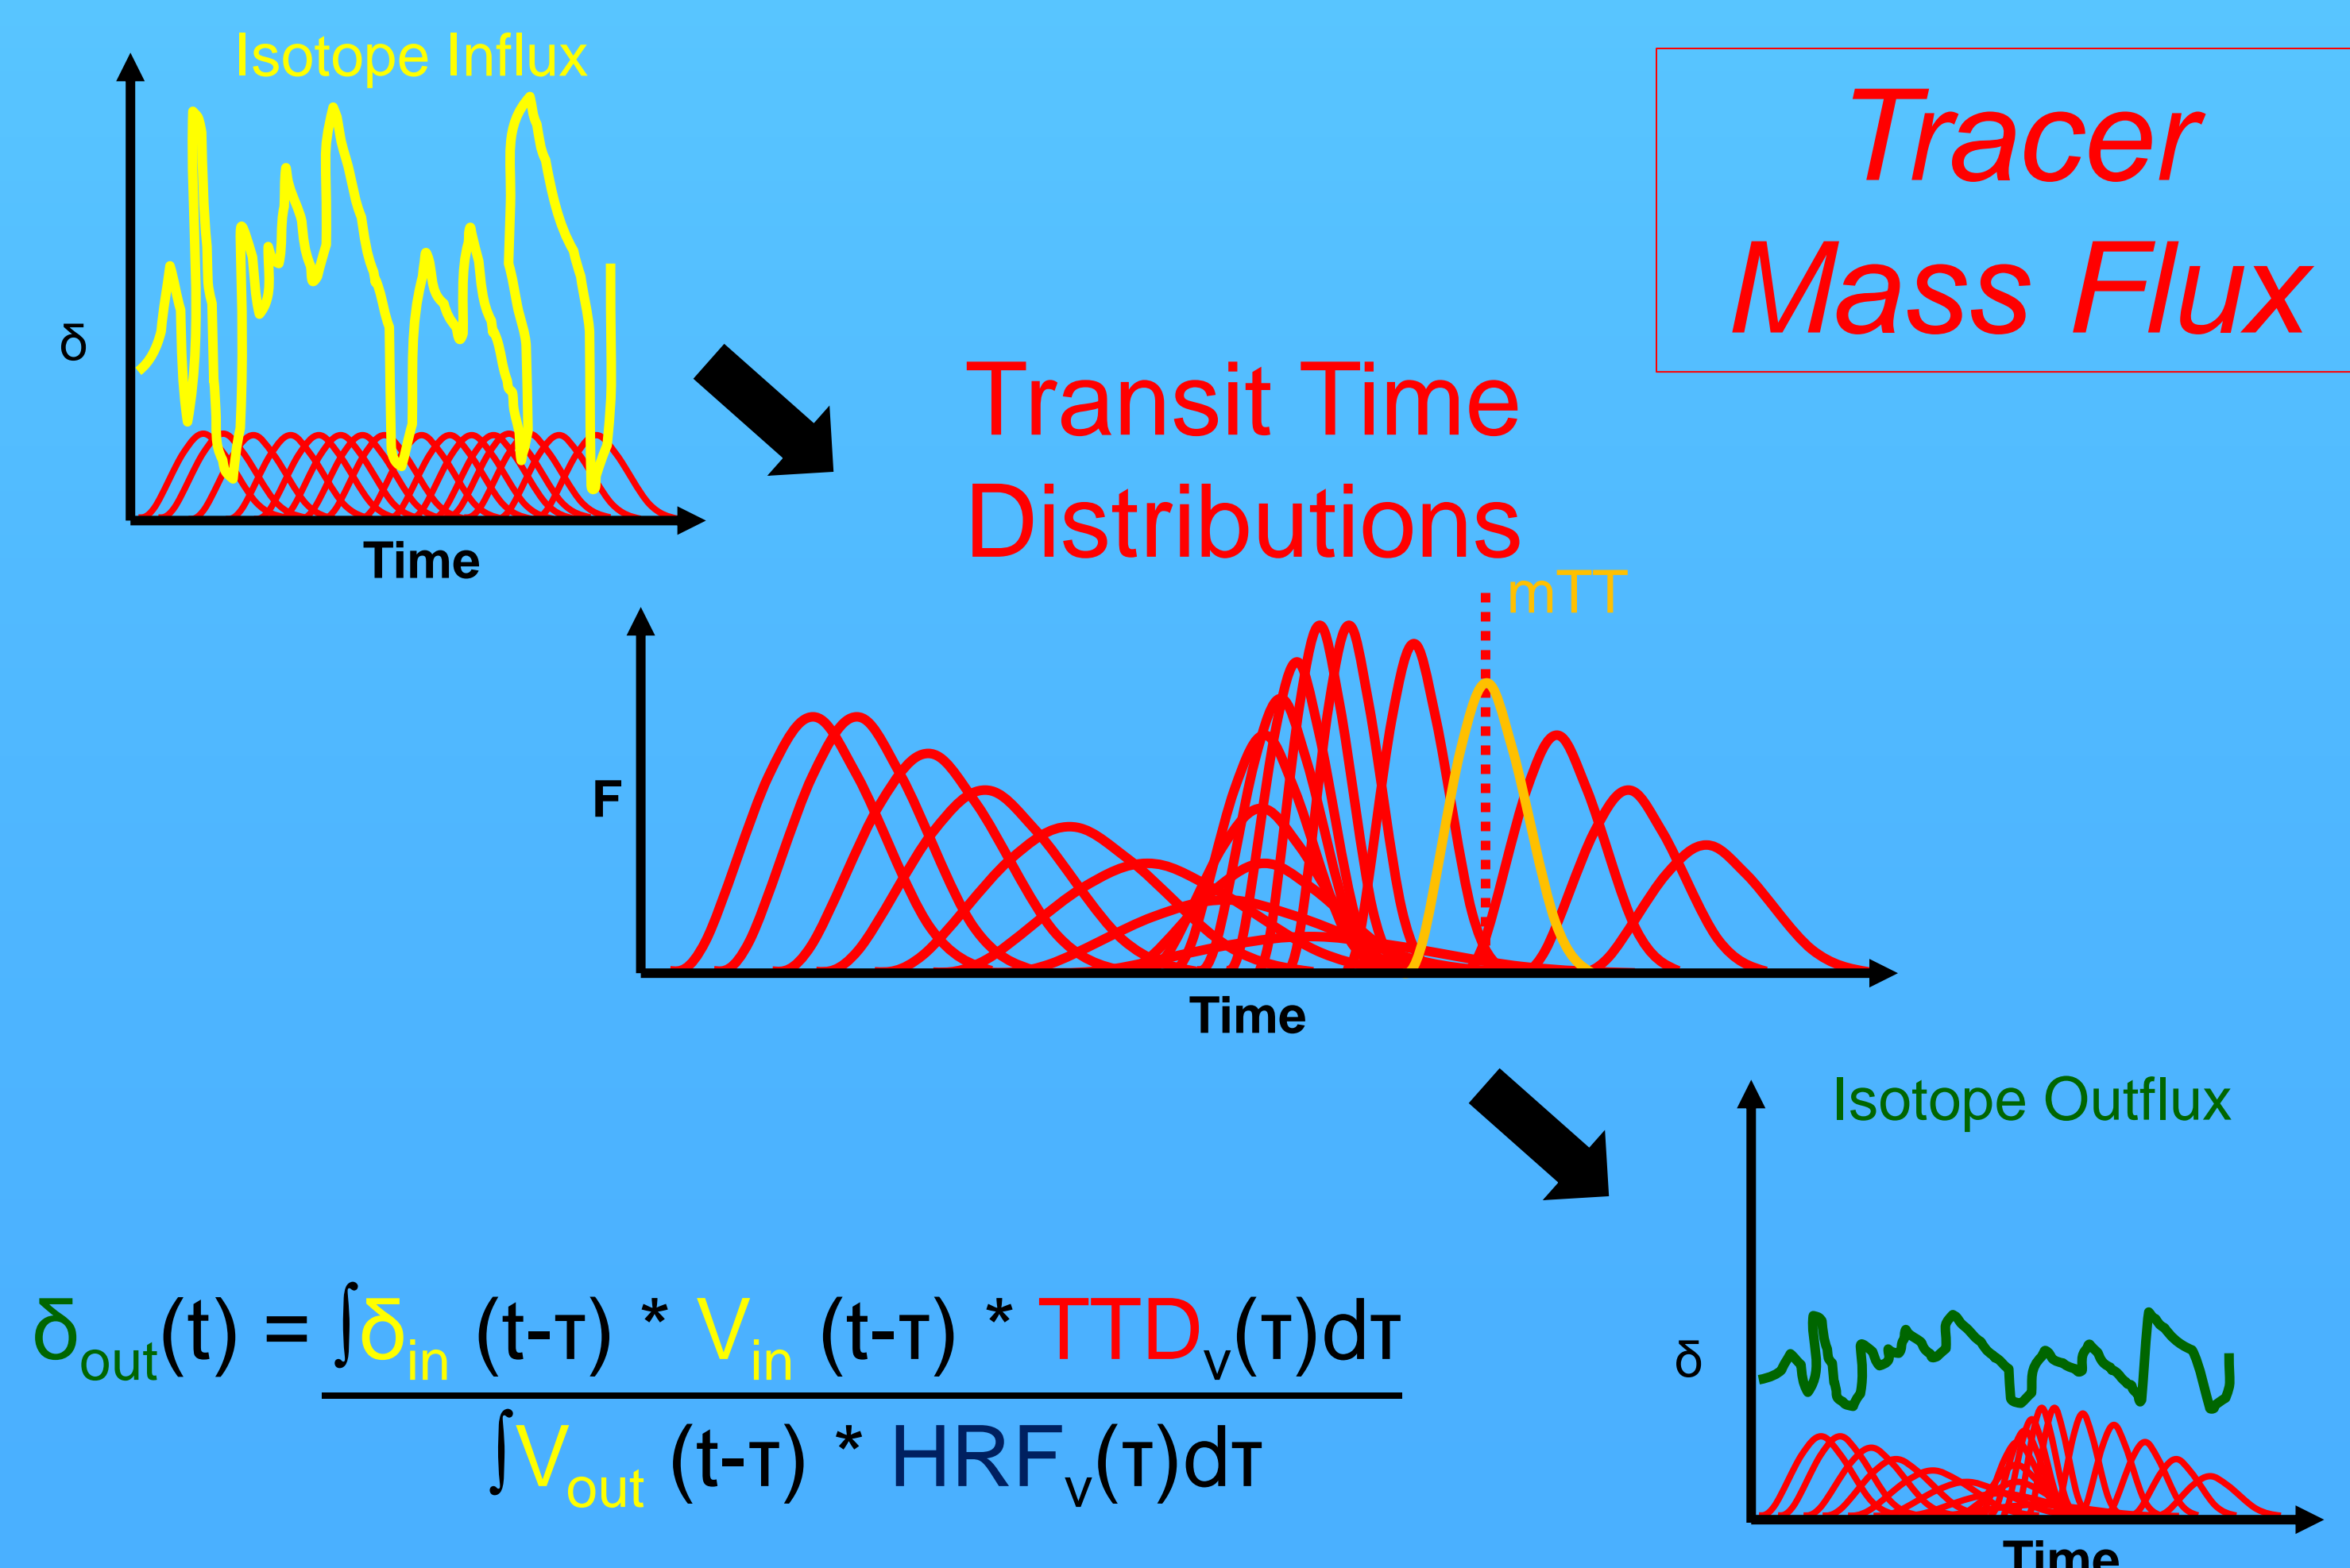 Isotope Influx
Tracer
Mass Flux
δ
Time
Transit Time
Distributions
mTT
F
Time
Isotope Outflux
δ
Time
δout(t) = ∫δin (t-τ) * Vin (t-τ) * TTDv(τ)dτ
∫Vout (t-τ) * HRFv(τ)dτ